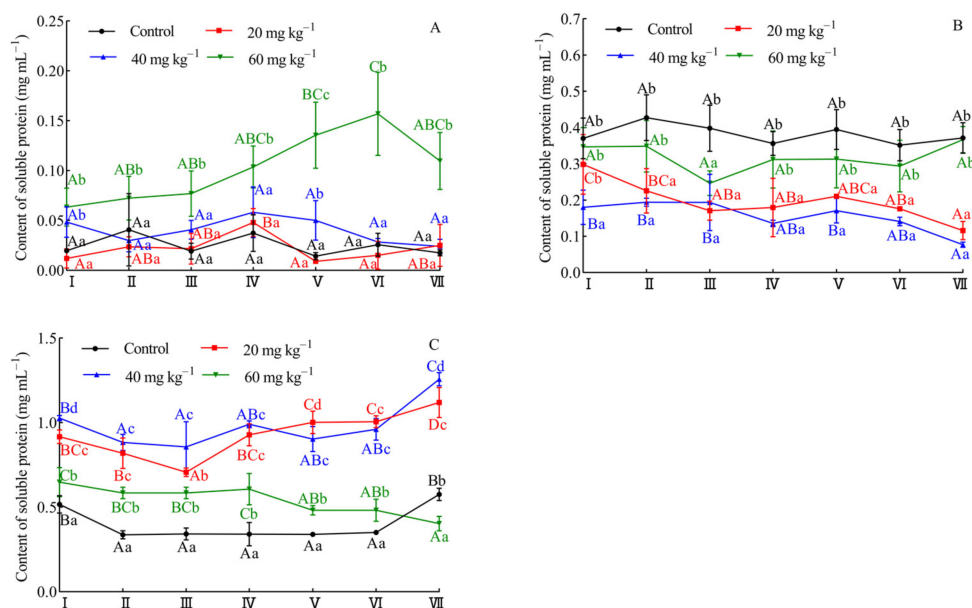 A
Control
20 mg kg⁻¹
40 mg kg⁻¹
60 mg kg⁻¹
Content of soluble protein (mg mL⁻¹)
0.25
0.20
0.15
0.10
0.05
0.00
Ab ABb ABb ABCb BCc Cb ABCb
Ab Aa Aa Aa Ab Aa Aa
Aa Aa Aa Aa Aa Aa Aa
Aa ABa ABa Ba Aa Aa ABa
I II III IV V VI VII
B
Control
20 mg kg⁻¹
40 mg kg⁻¹
60 mg kg⁻¹
Content of soluble protein (mg mL⁻¹)
0.7
0.6
0.5
0.4
0.3
0.2
0.1
0.0
Ab Ab Ab Ab Ab Ab Ab
Ab Ab Aa Ab Ab Ab Ab
Cb BCa ABa ABa ABCa ABa Aa
Ba Ba Ba ABa Ba ABa Aa
I II III IV V VI VII
C
Control
20 mg kg⁻¹
40 mg kg⁻¹
60 mg kg⁻¹
Content of soluble protein (mg mL⁻¹)
1.5
1.0
0.5
0.0
Bd Ac Ac ABc Cd Cc Cd
BCc Bc Ab BCc ABc ABc Dc
Cb BCb BCb Cb ABb ABb Bb
Ba Aa Aa Aa Aa Aa Aa
I II III IV V VI VII